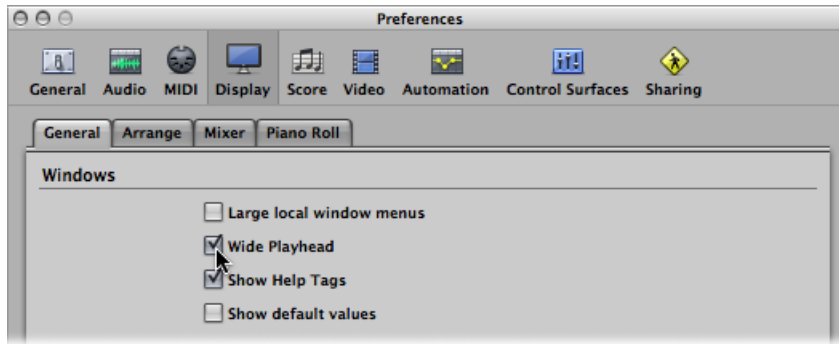 Preferences
General Audio MIDI Display Score Video Automation Control Surfaces Sharing
General Arrange Mixer Piano Roll
Windows
Large local window menus
Wide Playhead
Show Help Tags
Show default values